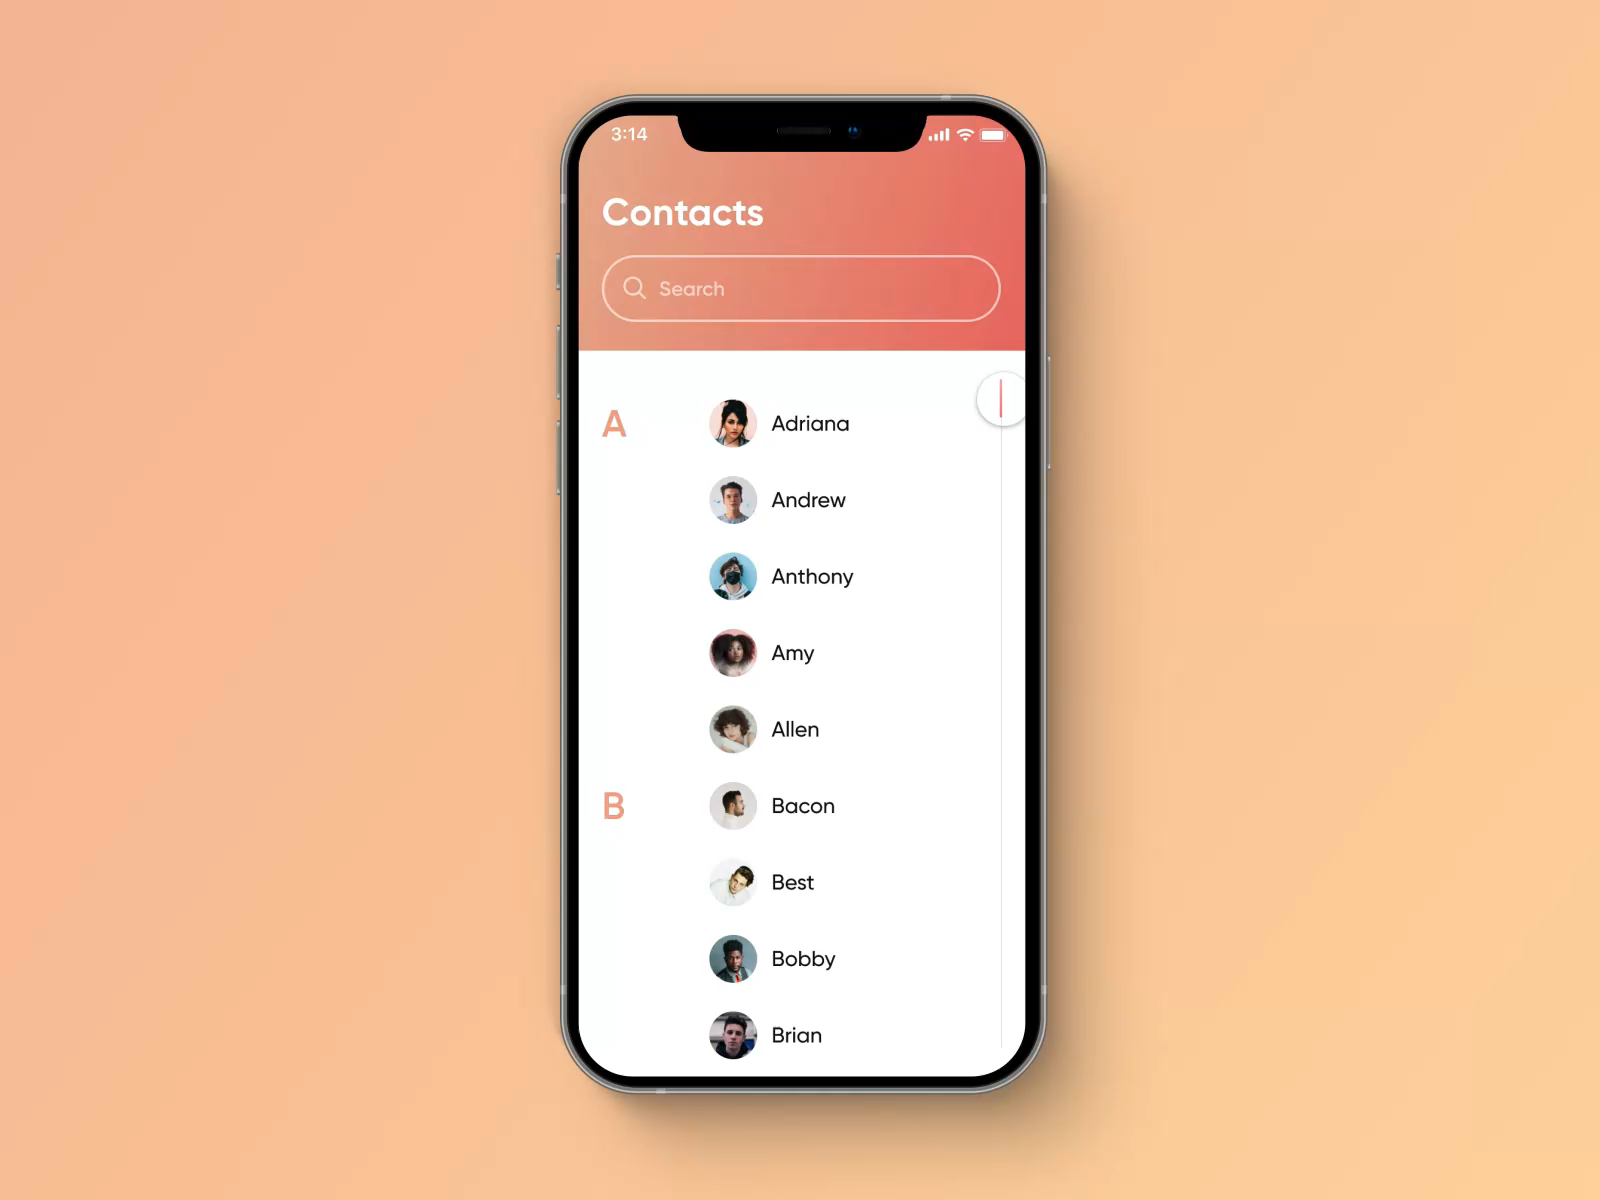 3:14
Contacts
Search
A
Adriana
Andrew
Anthony
Amy
Allen
B
Bacon
Best
Bobby
Brian